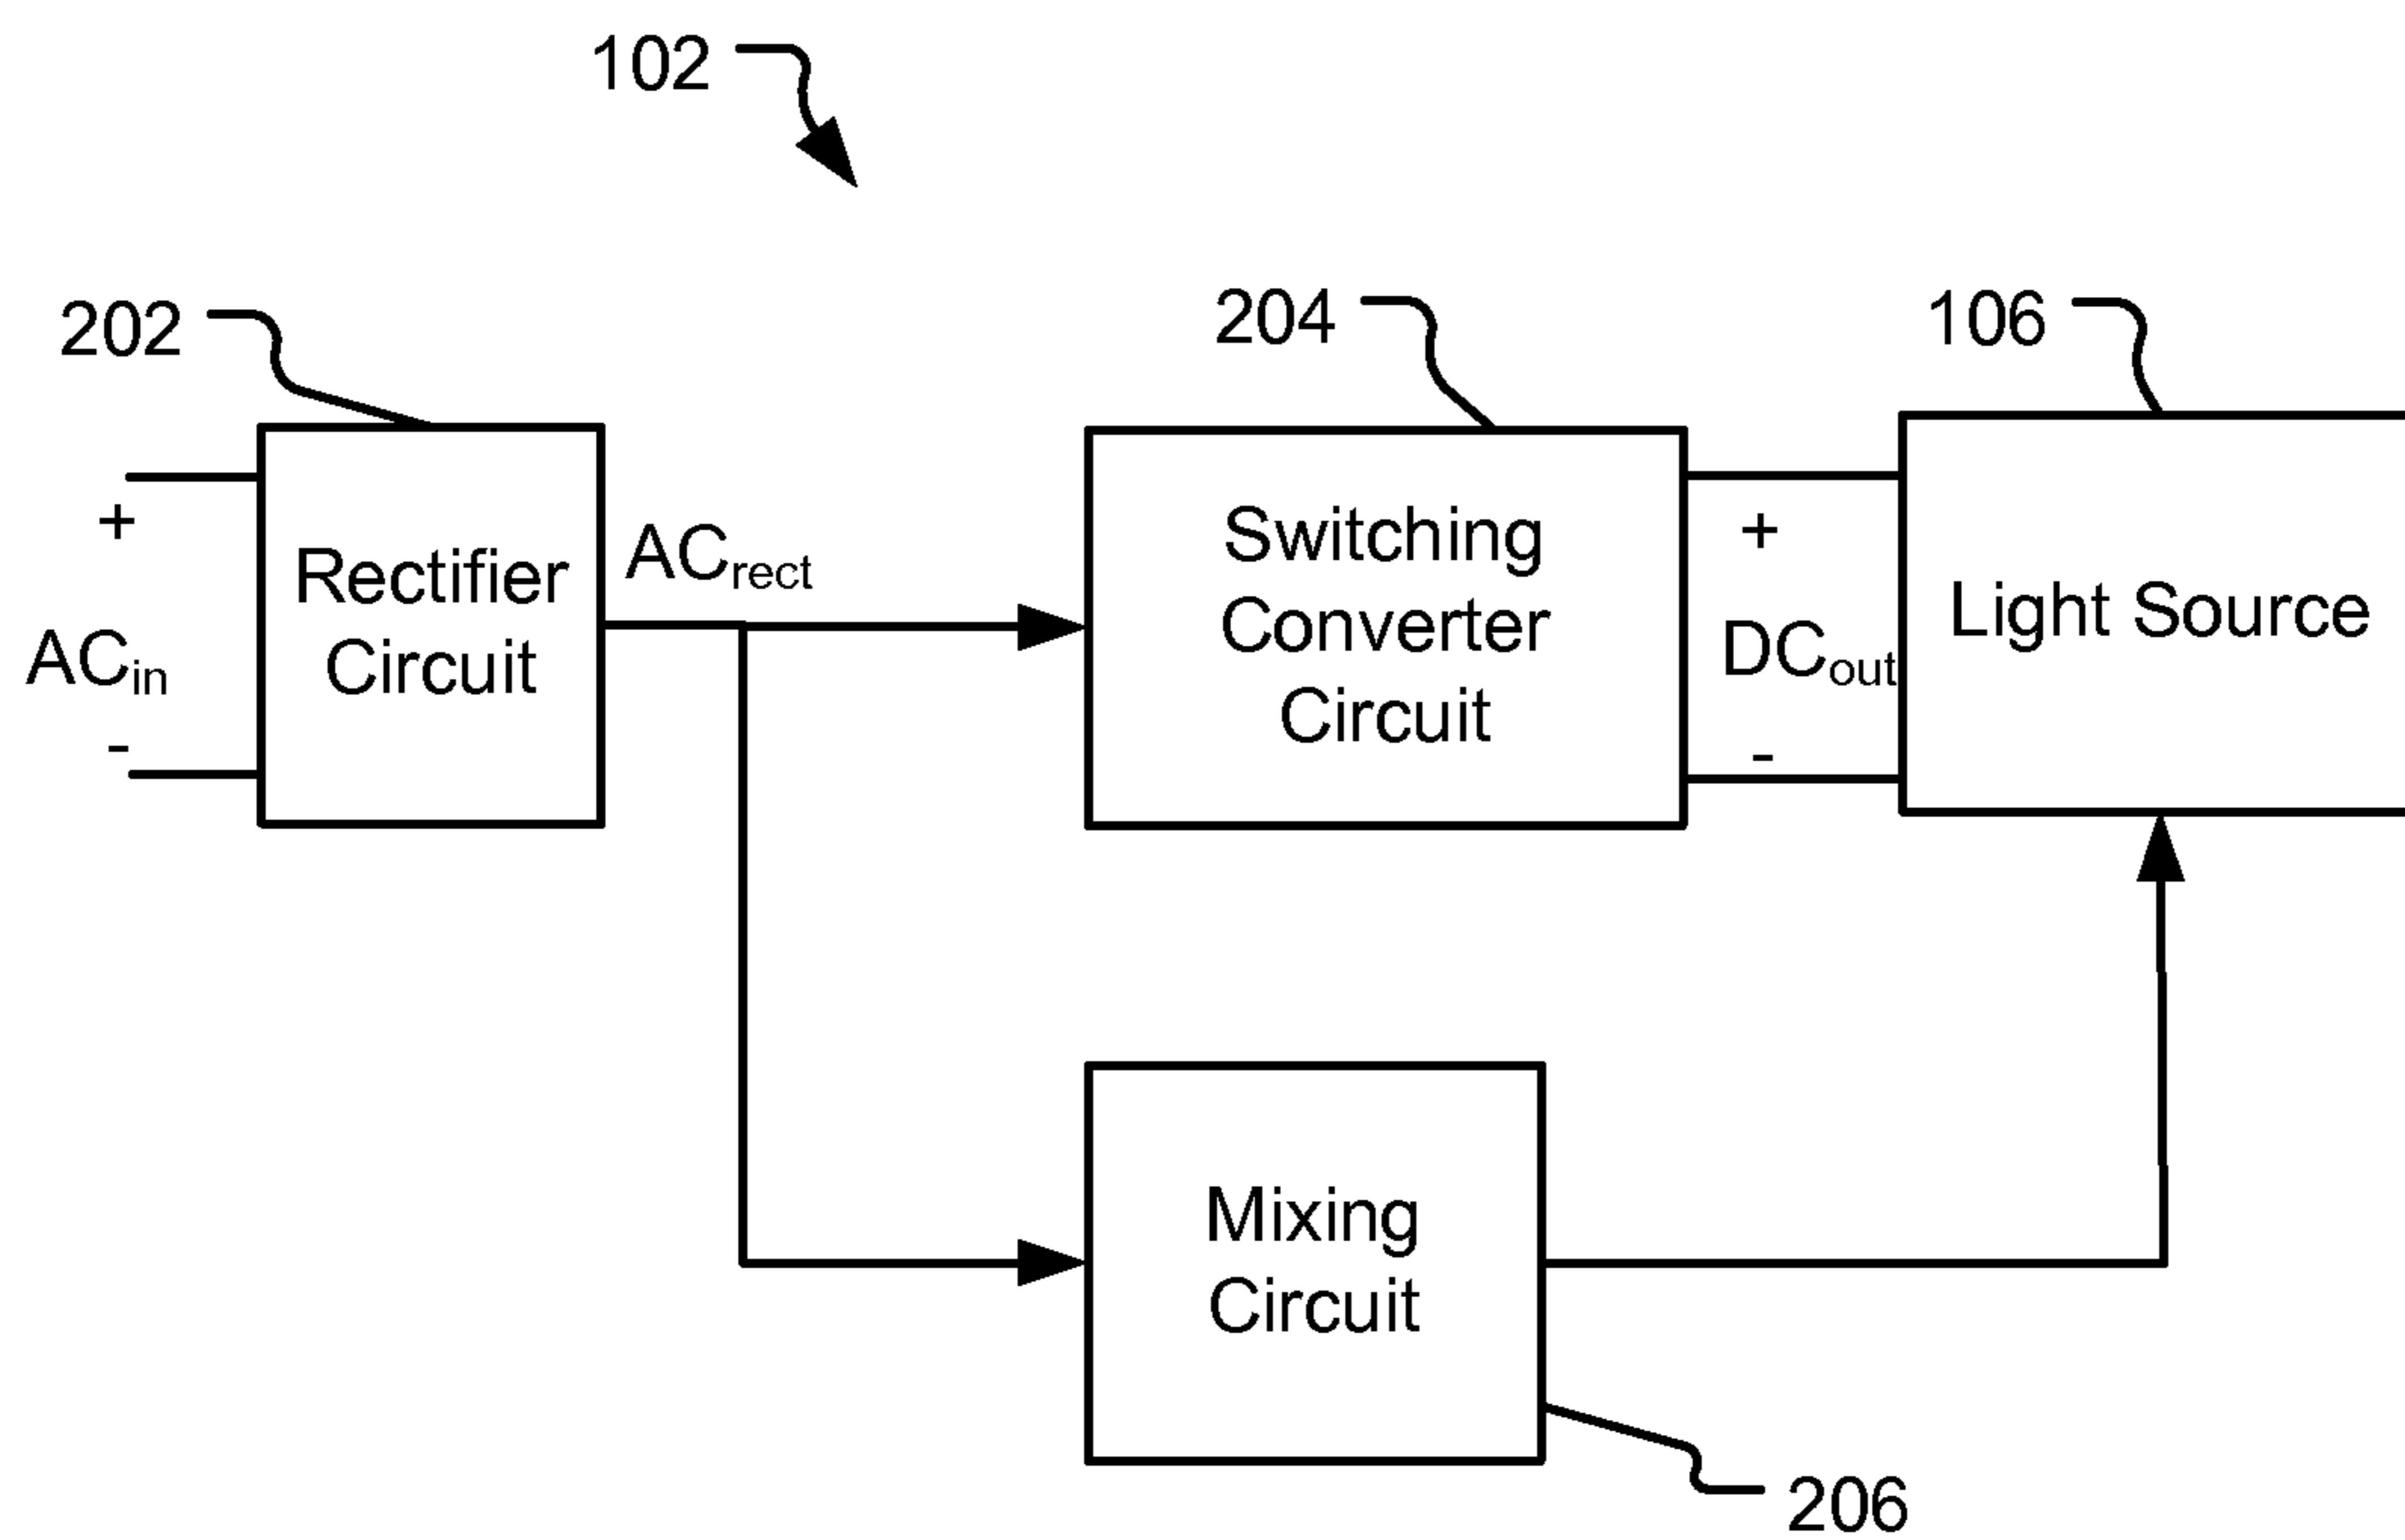 102
202
204
106
+
ACin
-
Rectifier
Circuit
ACrect
Switching
Converter
Circuit
+
DCout
-
Light Source
Mixing
Circuit
206